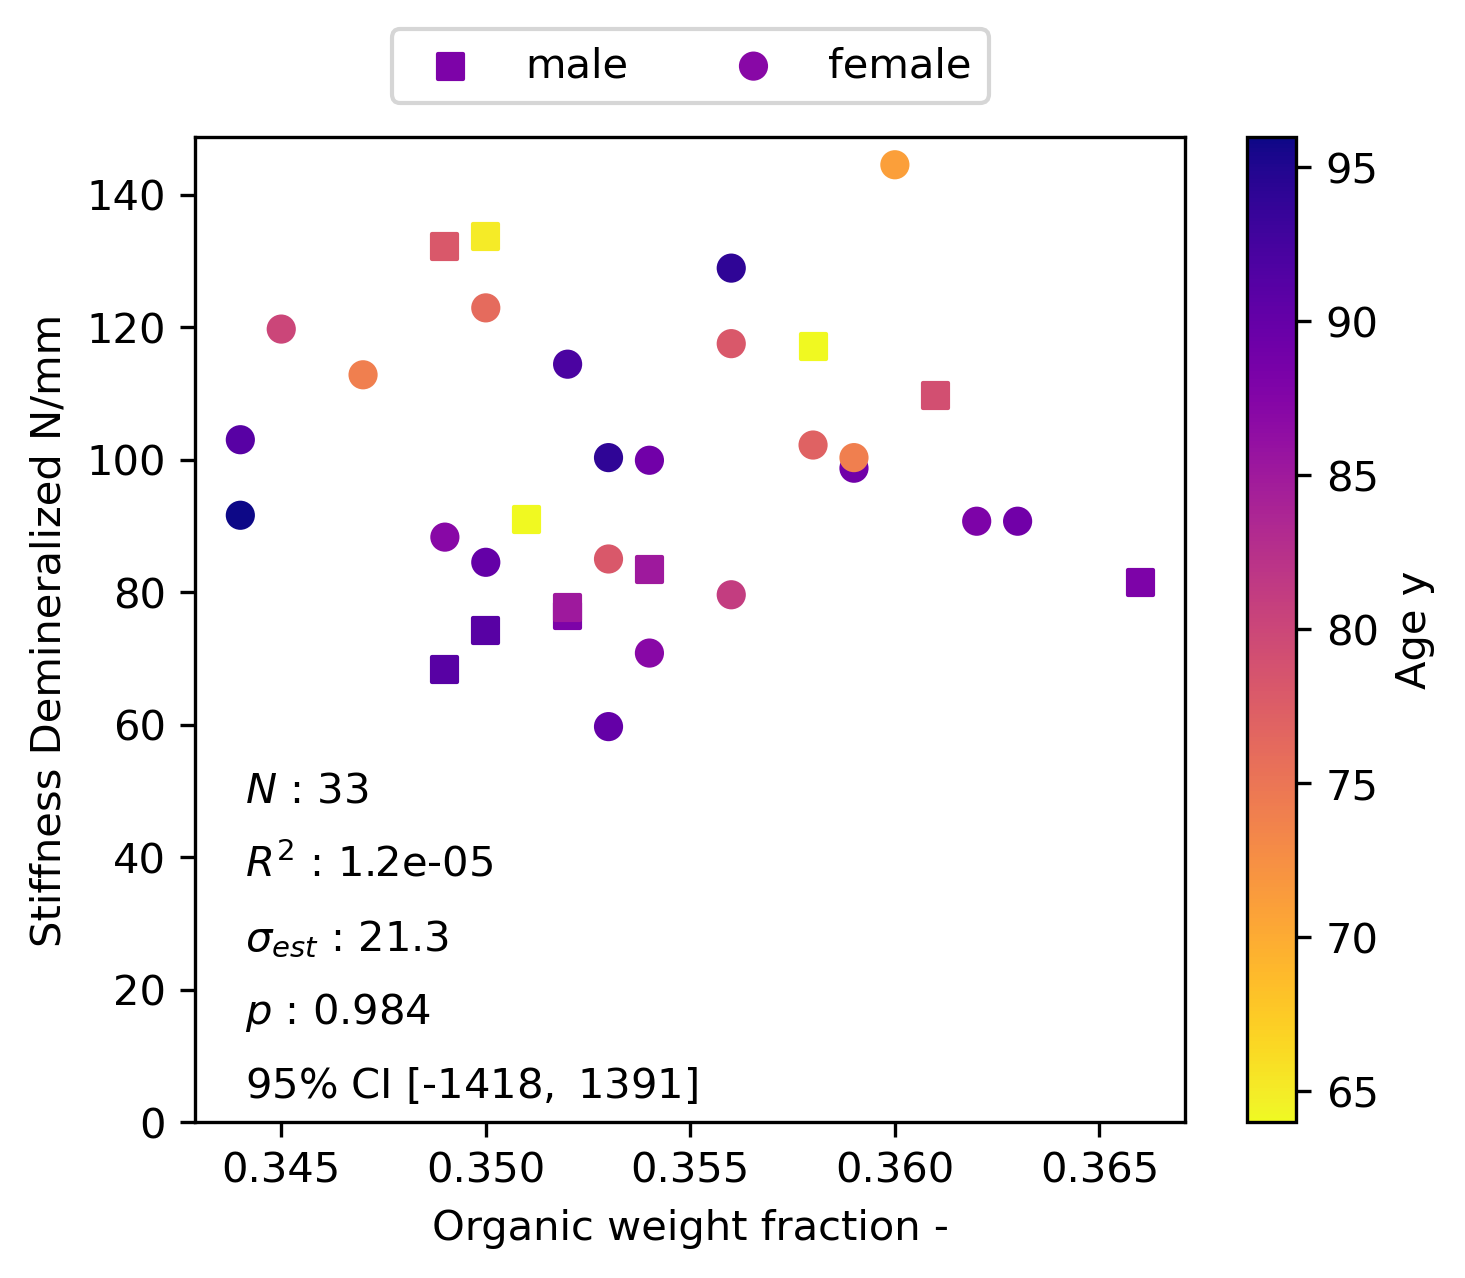 male female
140
120
100
80
60
40
20
0
Stiffness Demineralized N/mm
N : 33
R² : 1.2e-05
σest : 21.3
p : 0.984
95% CI [-1418, 1391]
0.345 0.350 0.355 0.360 0.365
Organic weight fraction -
95
90
85
80
75
70
65
Age y